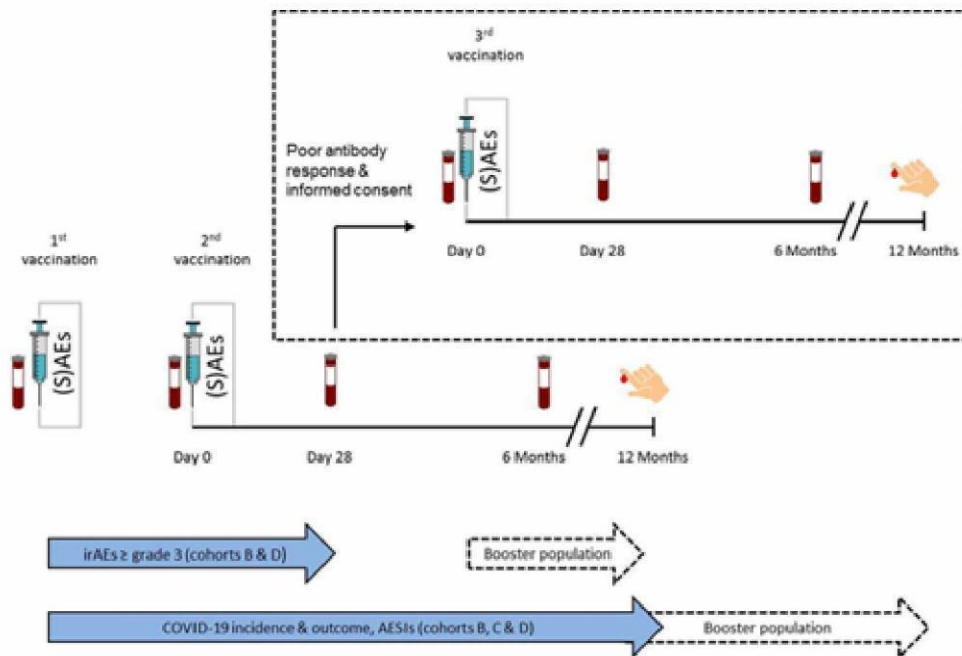 3rd
vaccination
(S)AEs
Poor antibody
response &
informed consent
Day 0
Day 28
6 Months
12 Months
1st
vaccination
2nd
vaccination
(S)AEs
(S)AEs
Day 0
Day 28
6 Months
12 Months
irAEs ≥ grade 3 (cohorts B & D)
Booster population
COVID-19 incidence & outcome, AESIs (cohorts B, C & D)
Booster population